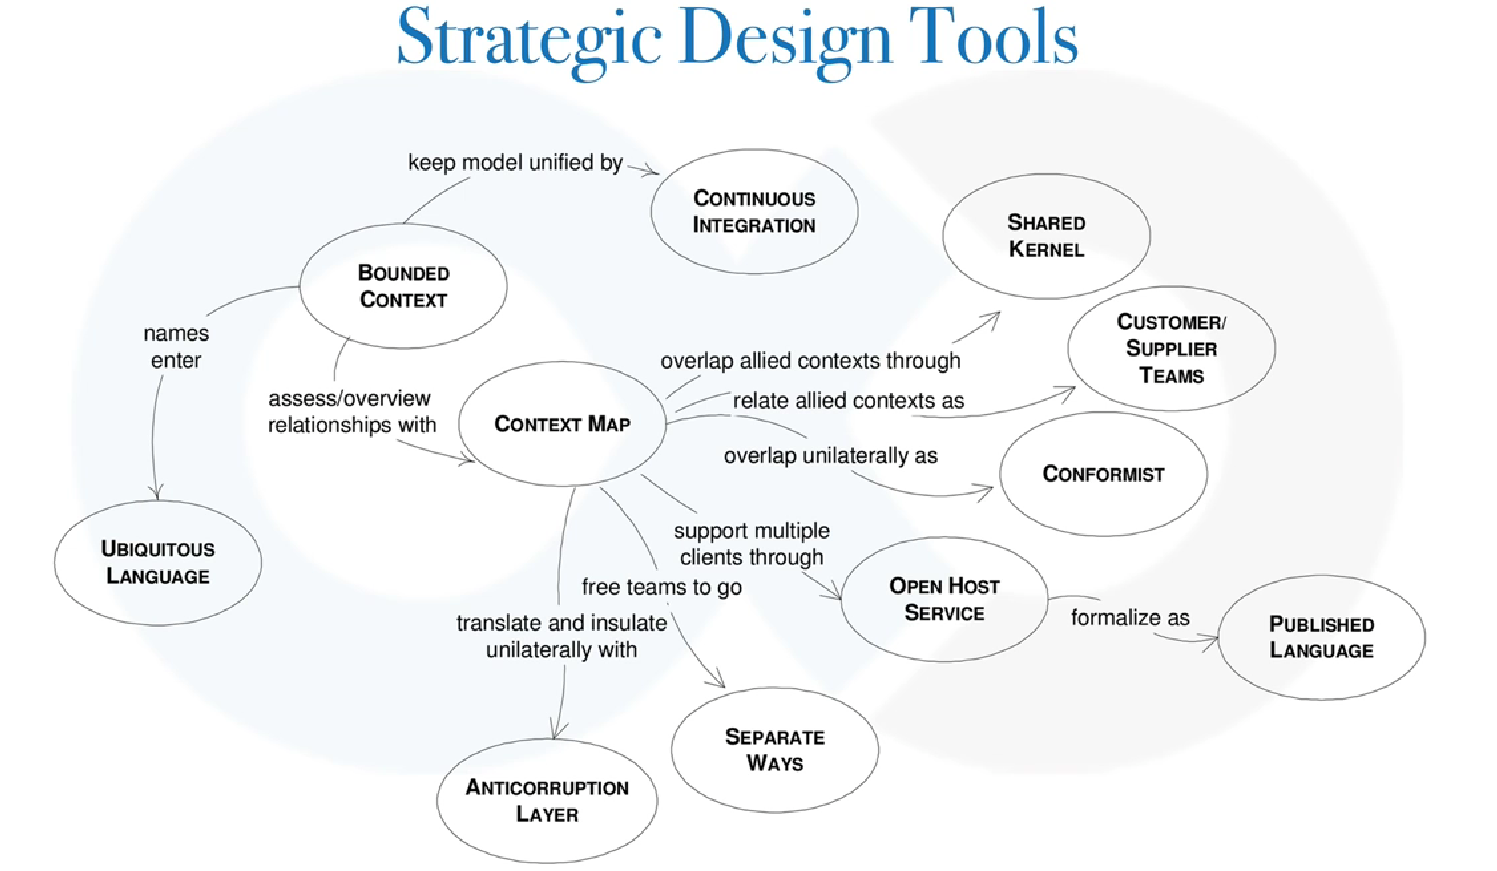 Strategic Design Tools
keep model unified by
CONTINUOUS
INTEGRATION
SHARED
KERNEL
BOUNDED
CONTEXT
names
enter
CUSTOMER/
SUPPLIER
TEAMS
overlap allied contexts through
assess/overview
relationships with
CONTEXT MAP
relate allied contexts as
overlap unilaterally as
CONFORMIST
UBIQUITOUS
LANGUAGE
support multiple
clients through
free teams to go
OPEN HOST
SERVICE
formalize as
PUBLISHED
LANGUAGE
translate and insulate
unilaterally with
SEPARATE
WAYS
ANTICORRUPTION
LAYER